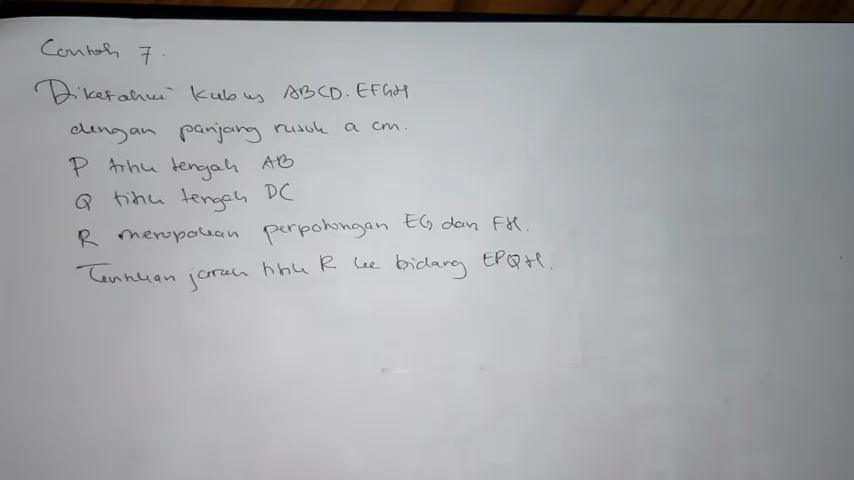 Contoh 7.
Diketahui kubus ABCD.EFGH
dengan panjang rusuk a cm.
P titik tengah AB
Q titik tengah DC
R merupakan perpotongan EG dan FH.
Tentukan jarak titik R ke bidang EPQH.